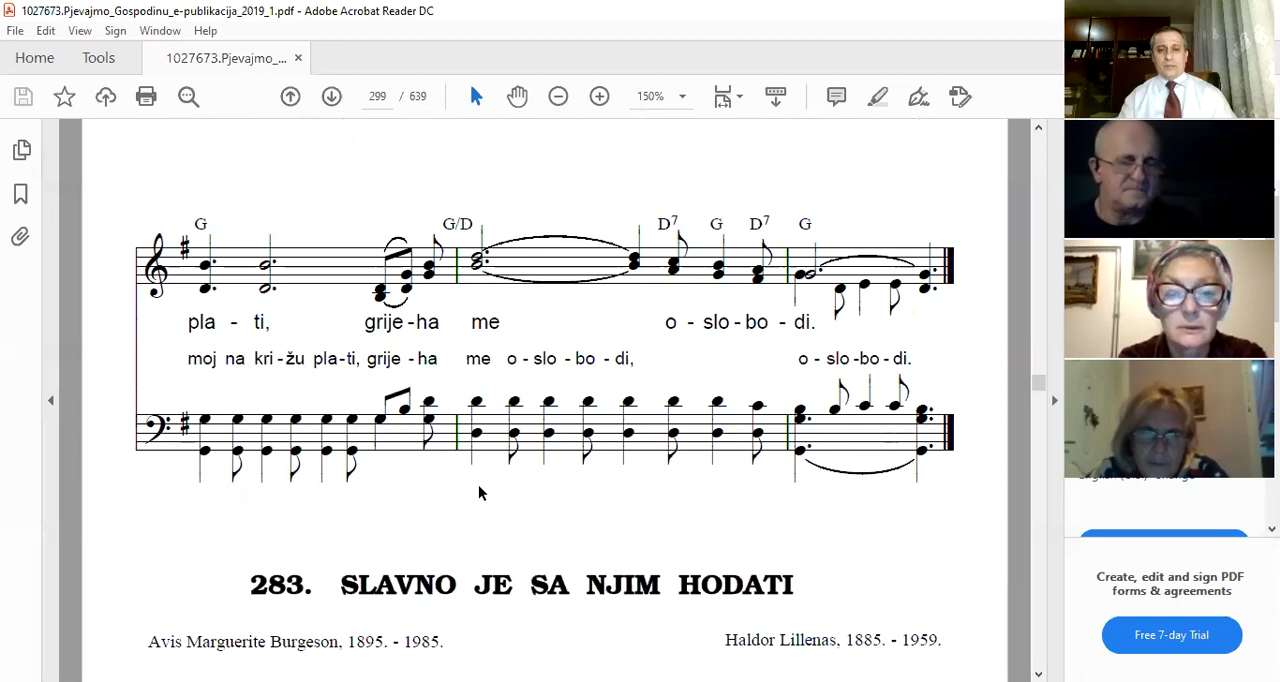 1027673.Pjevajmo_Gospodinu_e-publikacija_2019_1.pdf - Adobe Acrobat Reader DC
File Edit View Sign Window Help
Home Tools 1027673.Pjevajmo_... ×
299 / 639 150%
G G/D D7 G D7 G
pla - ti, grije - ha me o - slo - bo - di.
moj na kri - žu pla - ti, grije - ha me o - slo - bo - di, o - slo - bo - di.
283. SLAVNO JE SA NJIM HODATI
Avis Marguerite Burgeson, 1895. - 1985. Haldor Lillenas, 1885. - 1959.
Create, edit and sign PDF
forms & agreements
Free 7-day Trial